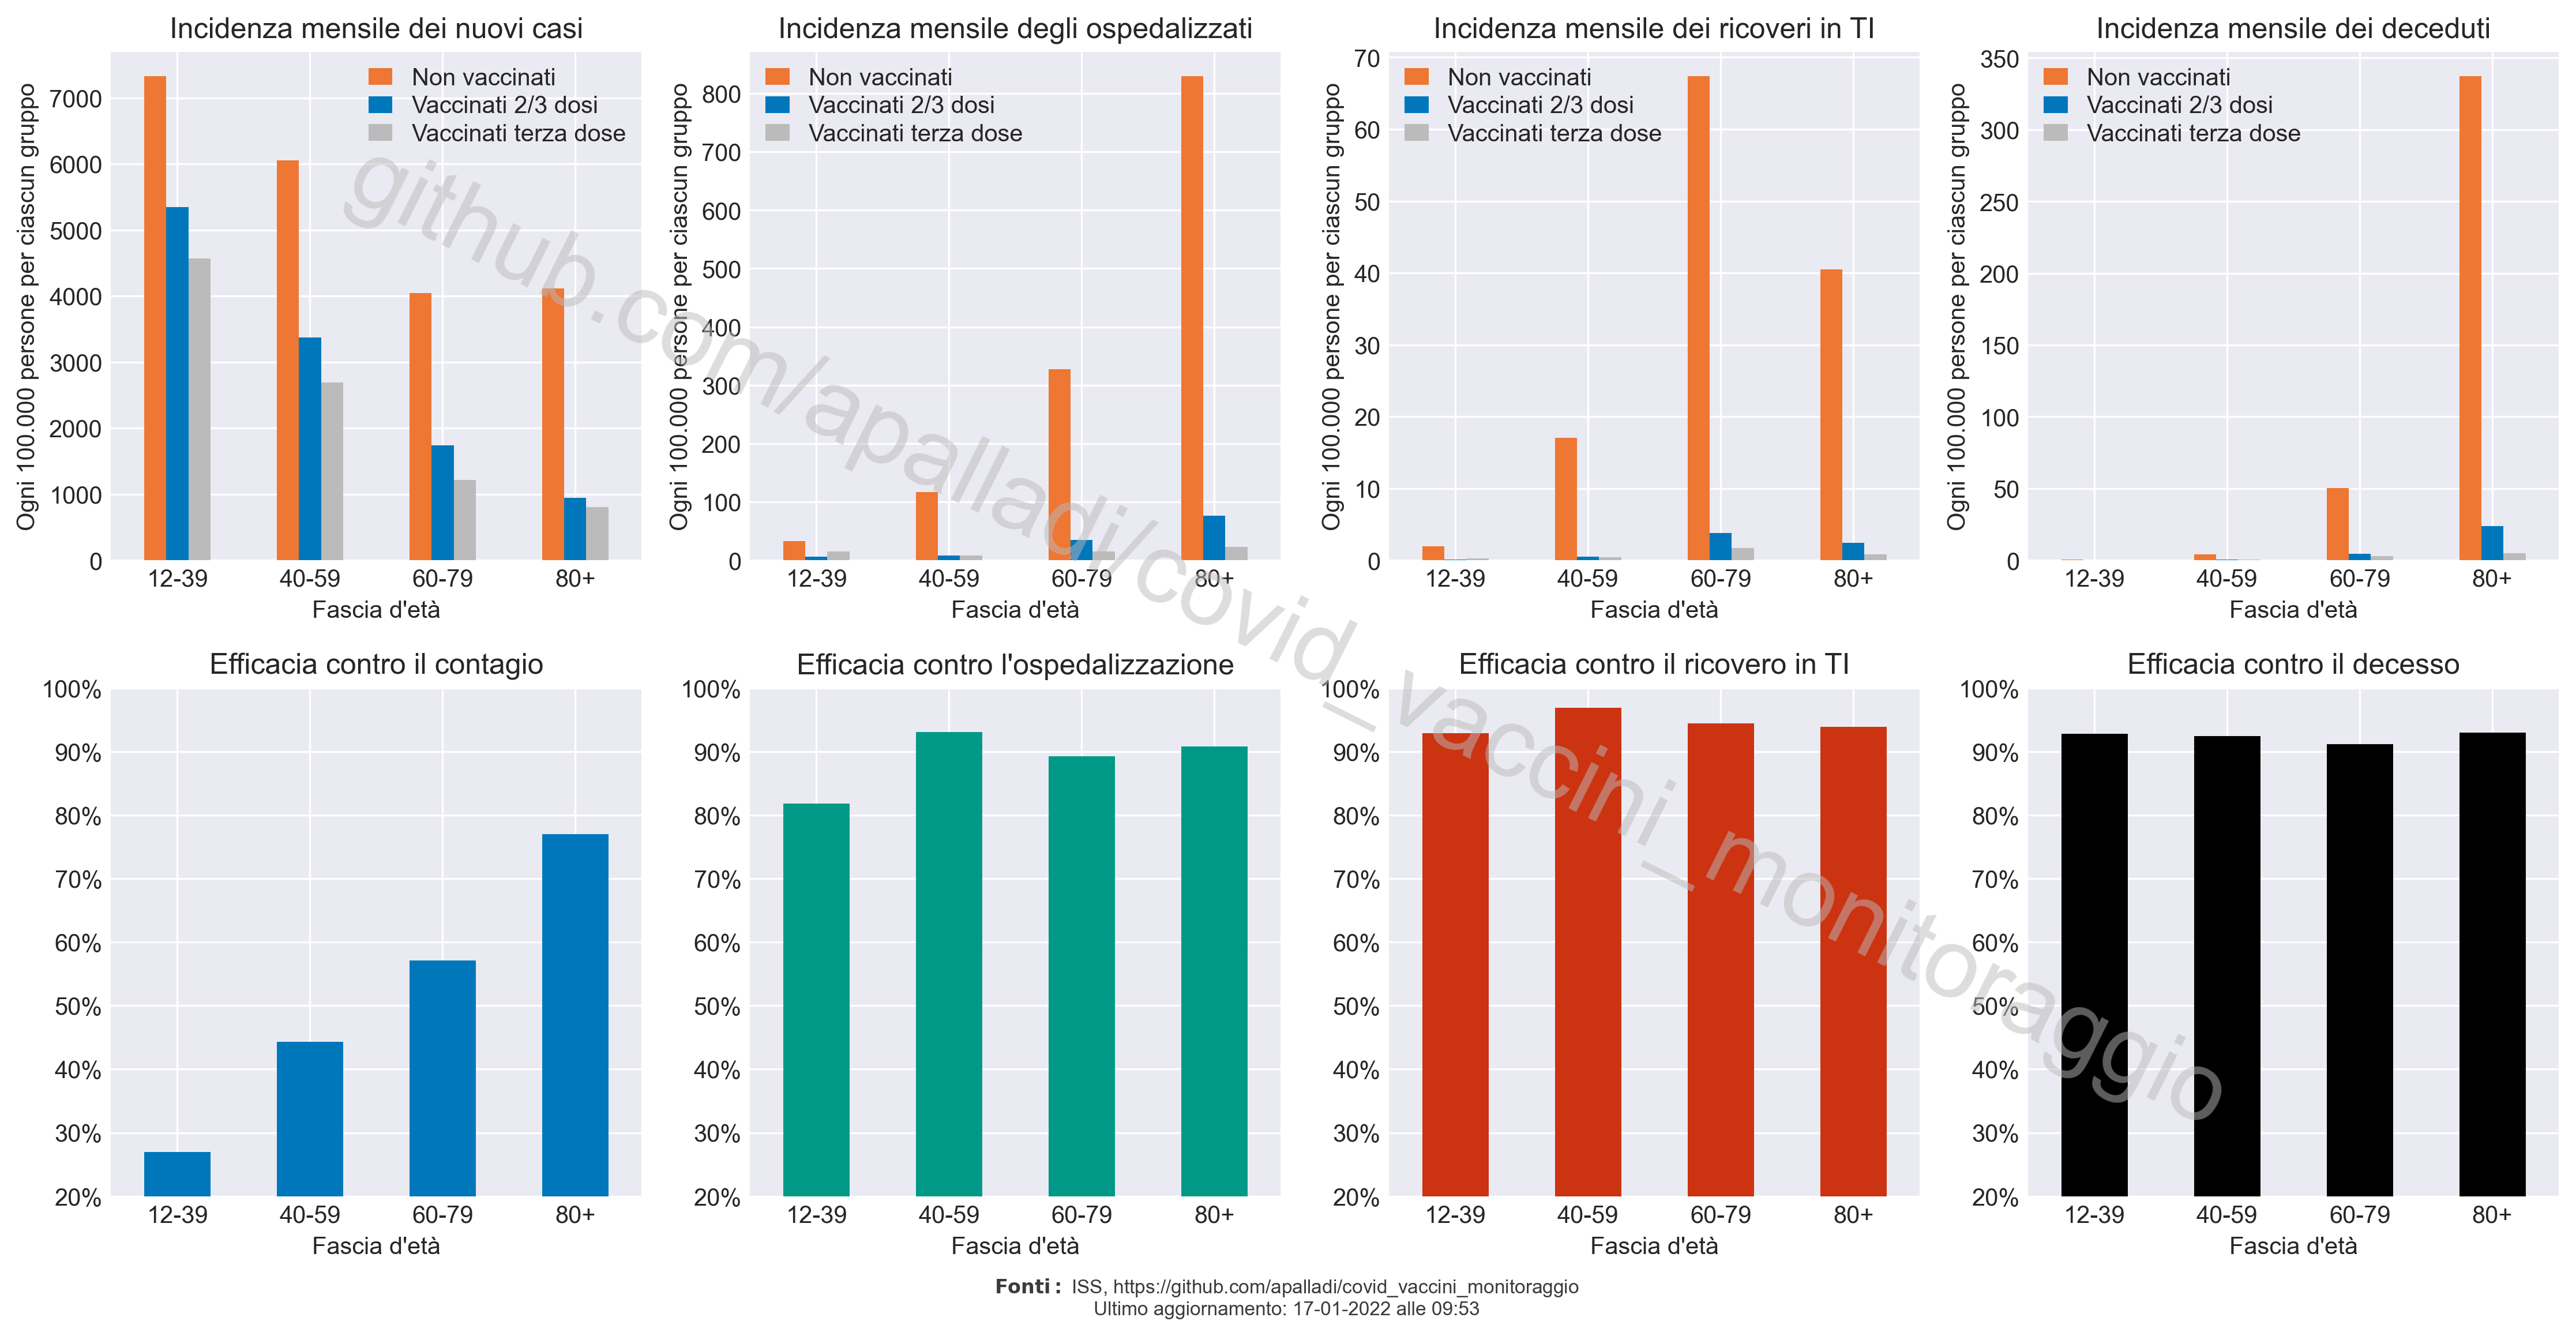 Incidenza mensile dei nuovi casi
Ogni 100.000 persone per ciascun gruppo
7000
6000
5000
4000
3000
2000
1000
0
Non vaccinati
Vaccinati 2/3 dosi
Vaccinati terza dose
12-39 40-59 60-79 80+
Fascia d'età
Incidenza mensile degli ospedalizzati
Ogni 100.000 persone per ciascun gruppo
800
700
600
500
400
300
200
100
0
Non vaccinati
Vaccinati 2/3 dosi
Vaccinati terza dose
12-39 40-59 60-79 80+
Fascia d'età
Incidenza mensile dei ricoveri in TI
Ogni 100.000 persone per ciascun gruppo
70
60
50
40
30
20
10
0
Non vaccinati
Vaccinati 2/3 dosi
Vaccinati terza dose
12-39 40-59 60-79 80+
Fascia d'età
Incidenza mensile dei deceduti
Ogni 100.000 persone per ciascun gruppo
350
300
250
200
150
100
50
0
Non vaccinati
Vaccinati 2/3 dosi
Vaccinati terza dose
12-39 40-59 60-79 80+
Fascia d'età
Efficacia contro il contagio
100%
90%
80%
70%
60%
50%
40%
30%
20%
12-39 40-59 60-79 80+
Fascia d'età
Efficacia contro l'ospedalizzazione
100%
90%
80%
70%
60%
50%
40%
30%
20%
12-39 40-59 60-79 80+
Fascia d'età
Efficacia contro il ricovero in TI
100%
90%
80%
70%
60%
50%
40%
30%
20%
12-39 40-59 60-79 80+
Fascia d'età
Efficacia contro il decesso
100%
90%
80%
70%
60%
50%
40%
30%
20%
12-39 40-59 60-79 80+
Fascia d'età
github.com/apalladi/covid_vaccini_monitoraggio
Fonti: ISS, https://github.com/apalladi/covid_vaccini_monitoraggio
Ultimo aggiornamento: 17-01-2022 alle 09:53